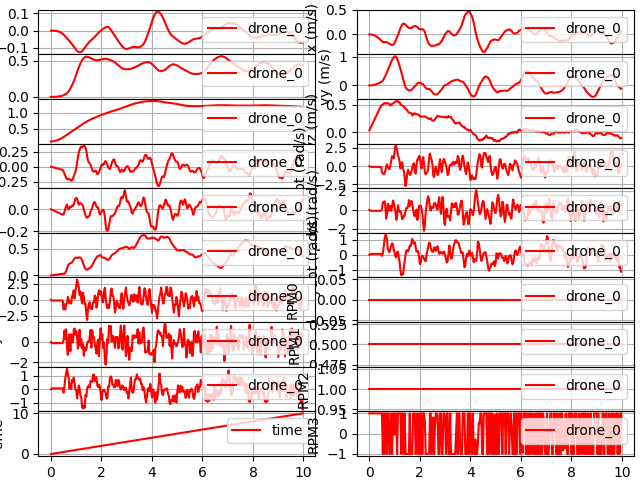 0.1
0.0
−0.1
drone_0
0.5
0.0
drone_0
1.0
0.5
drone_0
0.25
0.00
0.25
drone_0
0.0
−0.2
drone_0
0.5
0.0
drone_0
2.5
0.0
−2.5
drone_0
0
−2
drone_0
1
0
−1
drone_0
10
0
time
time
0 2 4 6 8 10
0.5
0.0
x (m/s)
drone_0
1
0
vy (m/s)
drone_0
0.5
0.0
z (m/s)
drone_0
2.5
0.0
−2.5
ot (rad/s)
drone_0
2
0
−2
drone_0
1
0
−1
ot (rad/s)
drone_0
0.05
0.00
0.05
RPM0
drone_0
0.525
0.500
0.475
RPM1
drone_0
1.05
1.00
0.95
RPM2
drone_0
1
0
−1
RPM3
drone_0
0 2 4 6 8 10